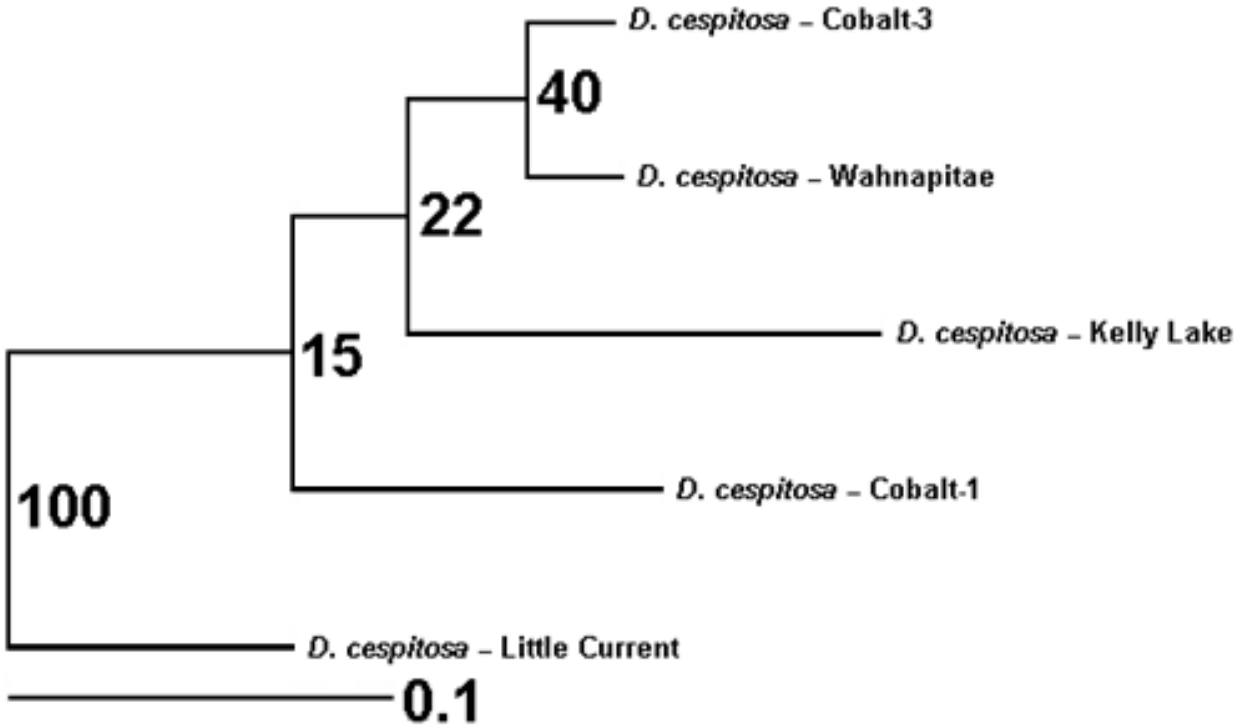 D. cespitosa – Cobalt-3
40
D. cespitosa – Wahnapitae
22
D. cespitosa – Kelly Lake
15
D. cespitosa – Cobalt-1
100
D. cespitosa – Little Current
0.1